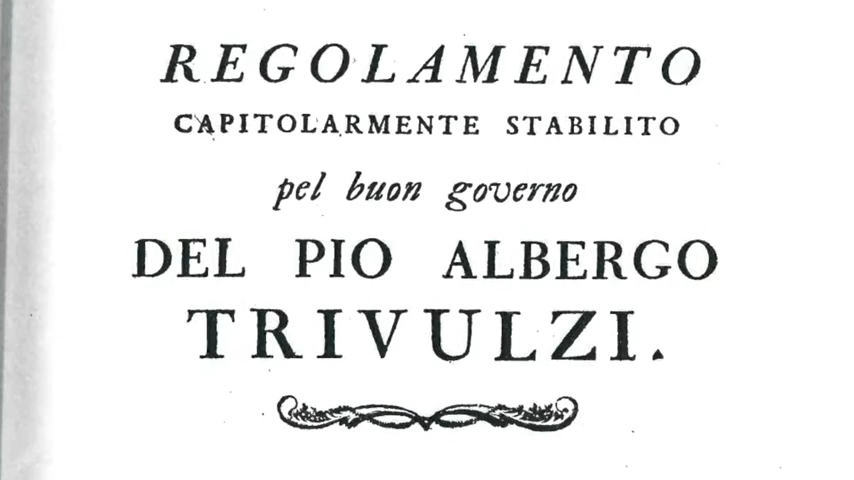 REGOLAMENTO
CAPITOLARMENTE STABILITO
pel buon governo
DEL PIO ALBERGO
TRIVULZI.